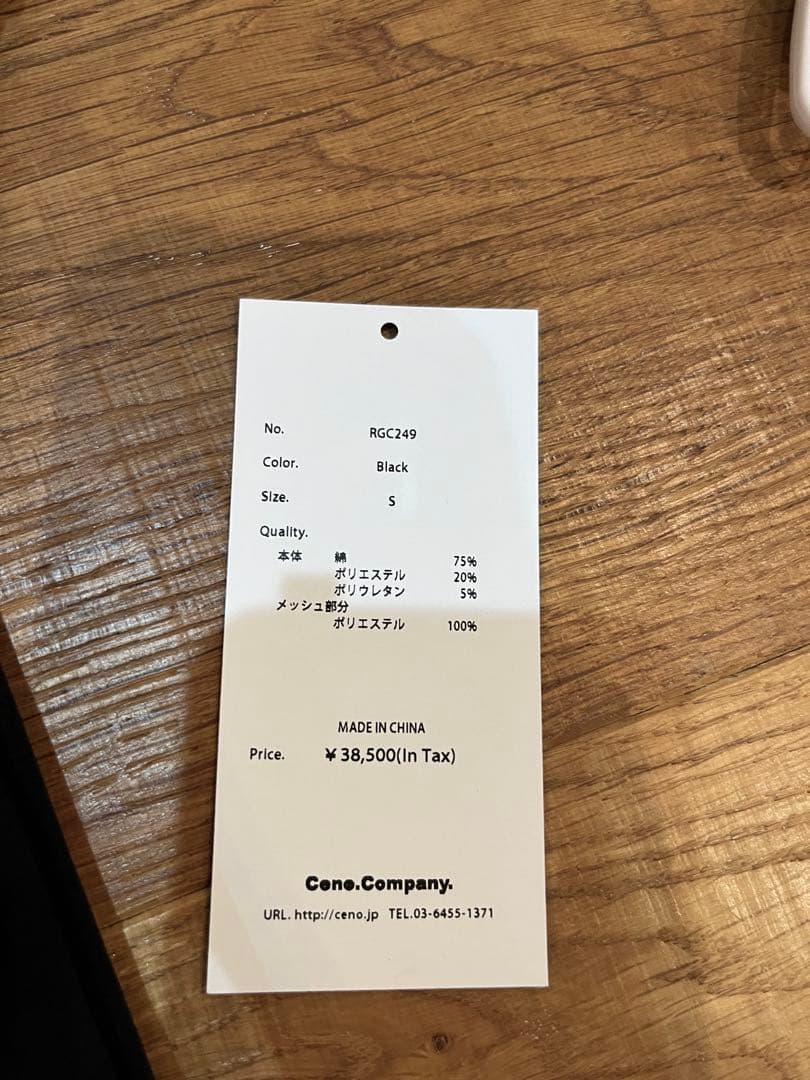 No. RGC249
Color. Black
Size. S
Quality.
本体 綿 75%
ポリエステル 20%
ポリウレタン 5%
メッシュ部分
ポリエステル 100%
MADE IN CHINA
Price. ¥38,500(In Tax)
Ceno.Company.
URL. http://ceno.jp TEL.03-6455-1371